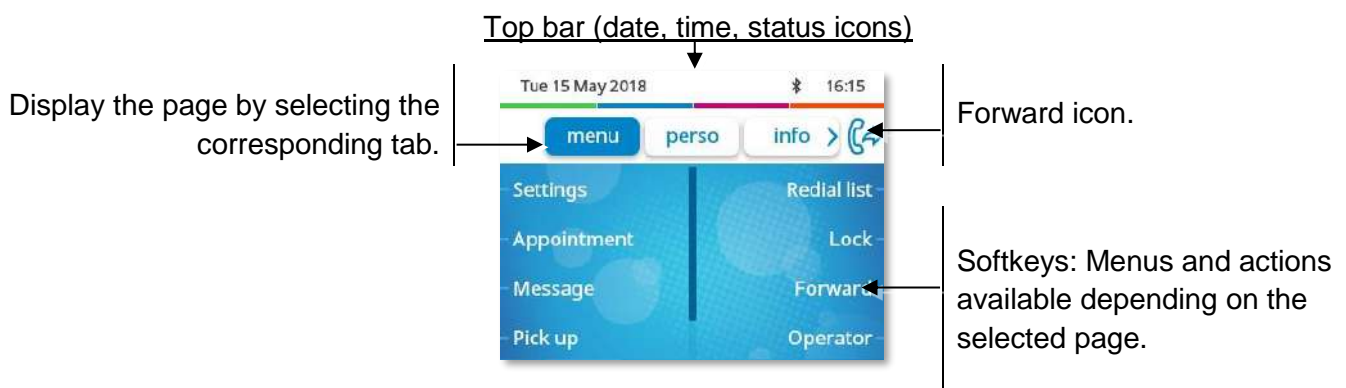 Top bar (date, time, status icons)
Display the page by selecting the
corresponding tab.
Tue 15 May 2018 16:15
menu perso info >
Forward icon.
Settings Redial list
Appointment Lock
Message Forward
Pick up Operator
Softkeys: Menus and actions
available depending on the
selected page.